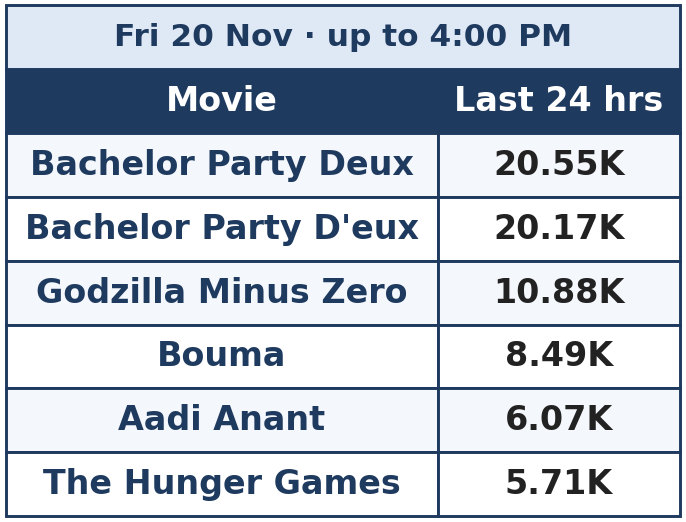 Fri 20 Nov · up to 4:00 PM
Movie Last 24 hrs
Bachelor Party Deux 20.55K
Bachelor Party D'eux 20.17K
Godzilla Minus Zero 10.88K
Bouma 8.49K
Aadi Anant 6.07K
The Hunger Games 5.71K